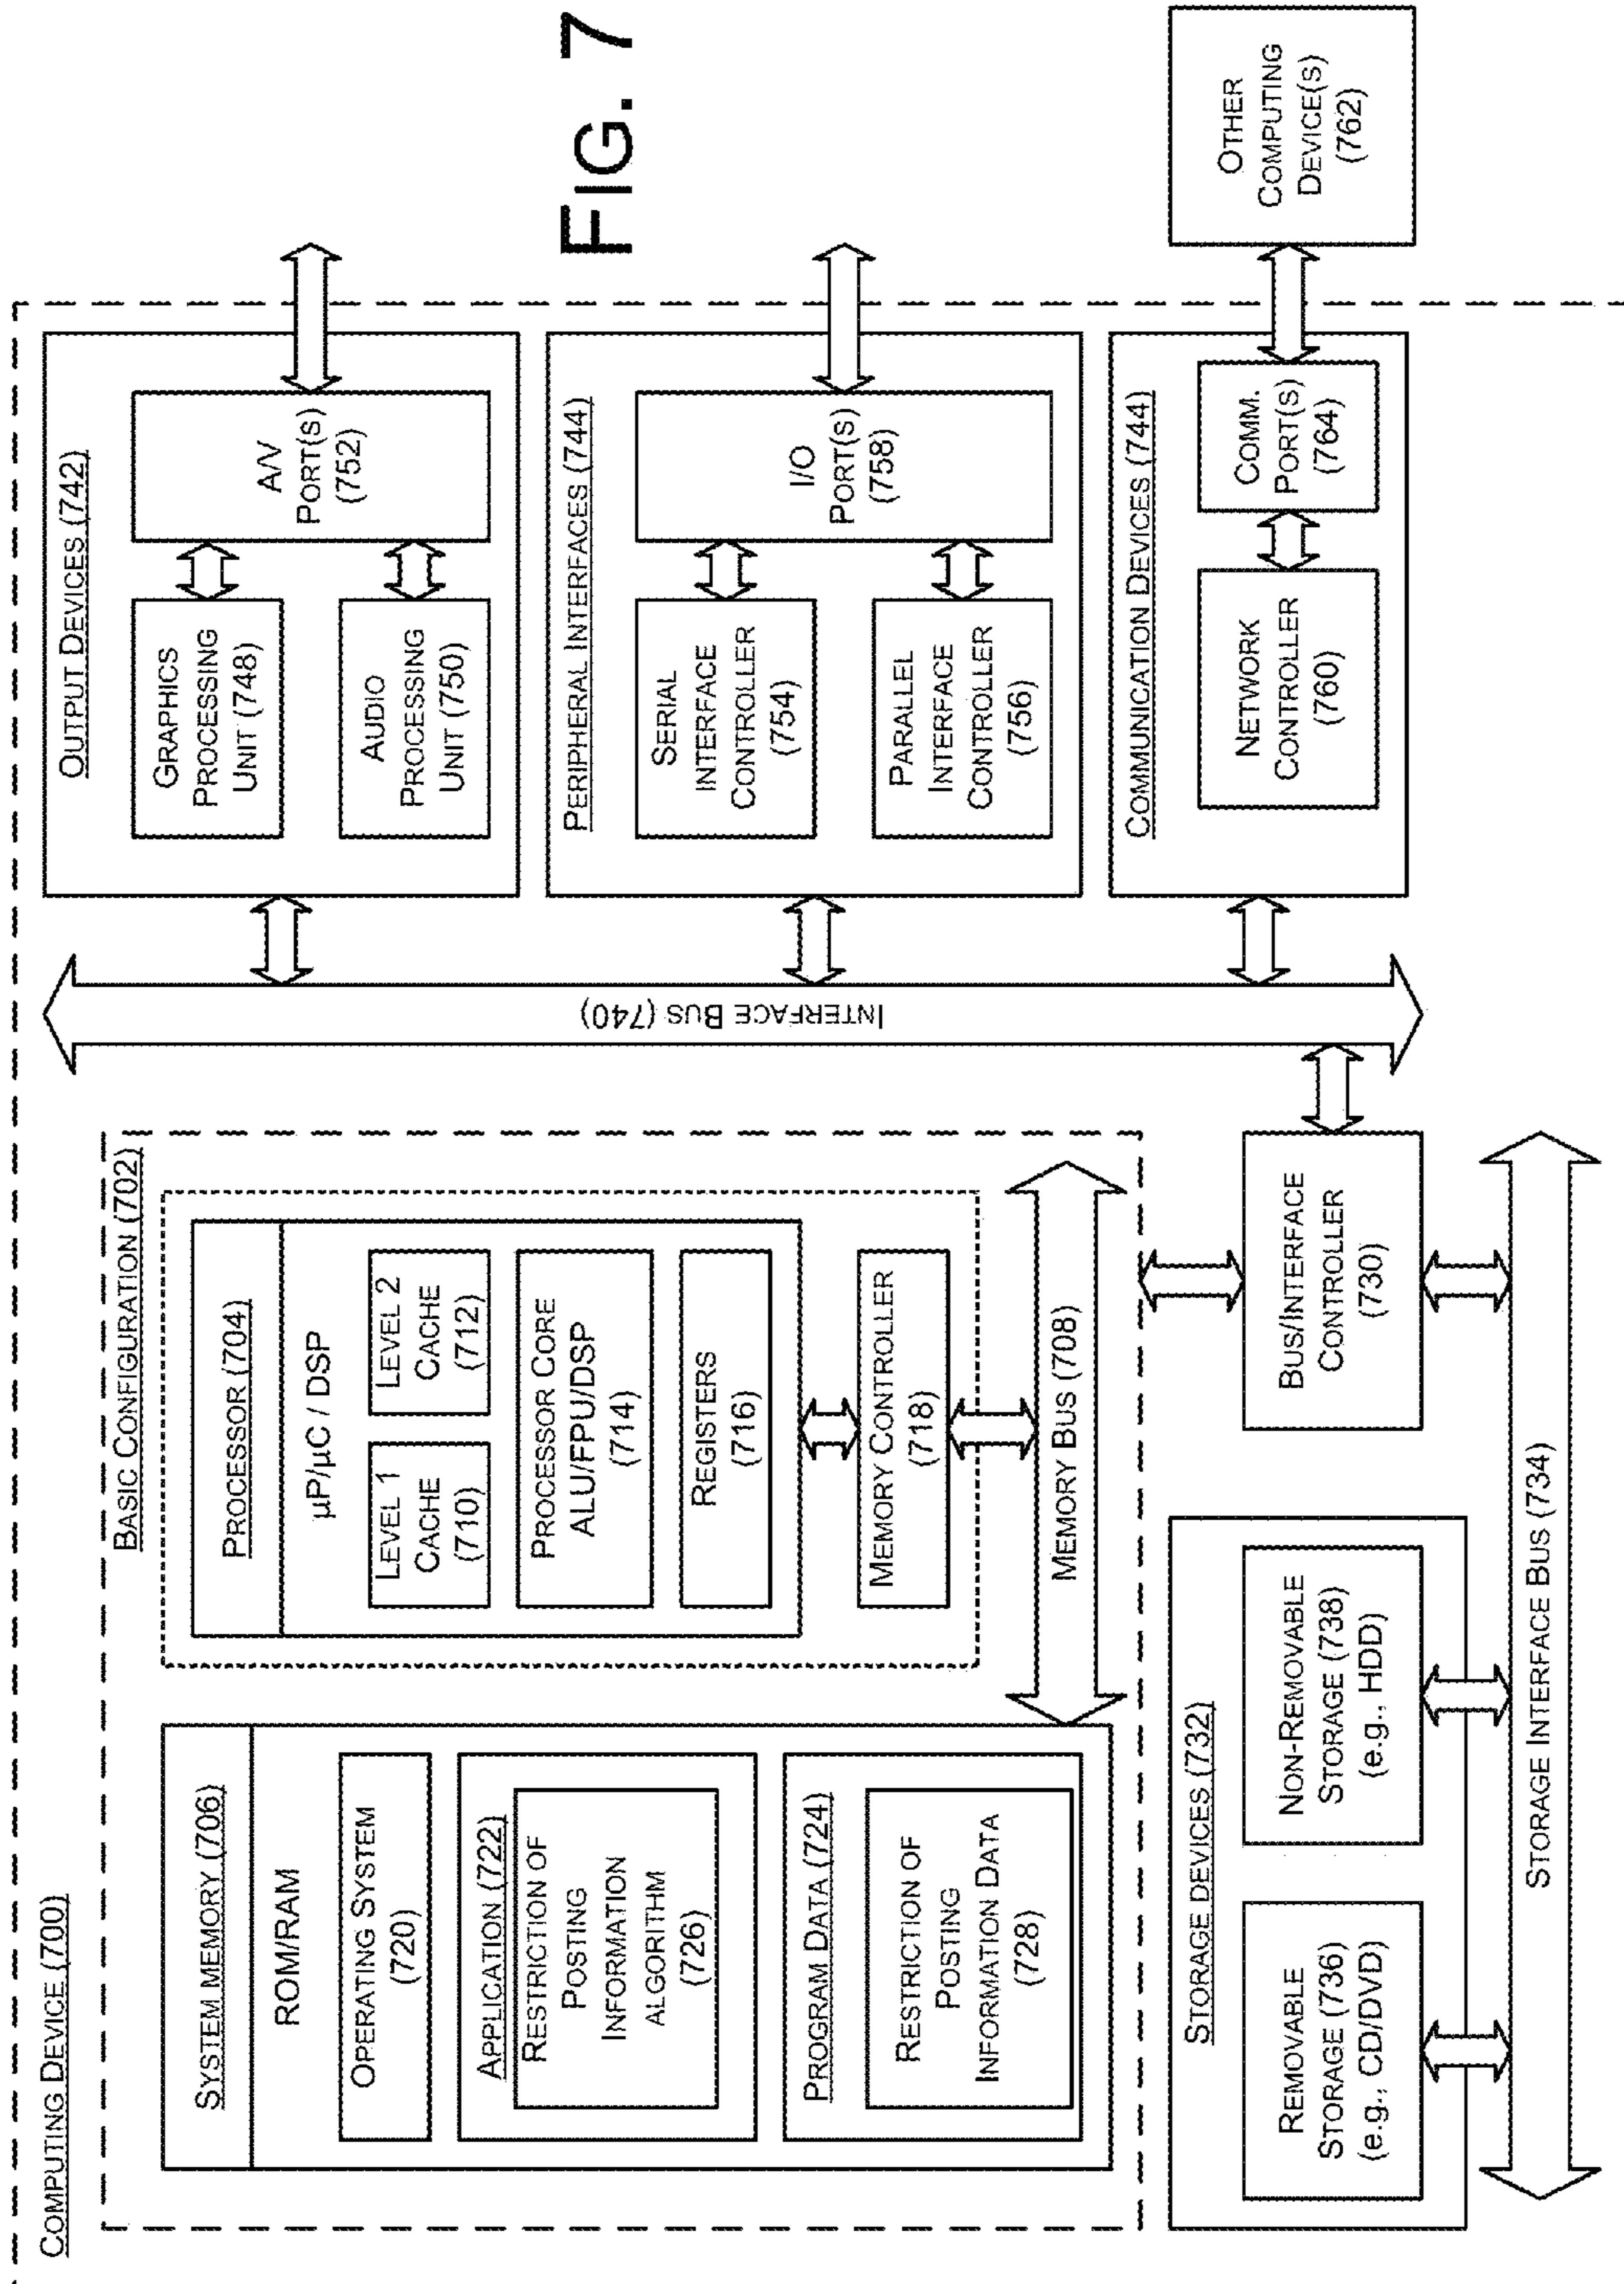 COMPUTING DEVICE (700)
BASIC CONFIGURATION (702)
SYSTEM MEMORY (706)
ROM/RAM
OPERATING SYSTEM
(720)
APPLICATION (722)
RESTRICTION OF
POSTING
INFORMATION
ALGORITHM
(726)
PROGRAM DATA (724)
RESTRICTION OF
POSTING
INFORMATION DATA
(728)
PROCESSOR (704)
µP/µC / DSP
LEVEL 1
CACHE
(710)
LEVEL 2
CACHE
(712)
PROCESSOR CORE
ALU/FPU/DSP
(714)
REGISTERS
(716)
MEMORY CONTROLLER
(718)
MEMORY BUS (708)
BUS/INTERFACE
CONTROLLER
(730)
STORAGE DEVICES (732)
REMOVABLE
STORAGE (736)
(e.g., CD/DVD)
NON-REMOVABLE
STORAGE (738)
(e.g., HDD)
STORAGE INTERFACE BUS (734)
INTERFACE BUS (740)
OUTPUT DEVICES (742)
GRAPHICS
PROCESSING
UNIT (748)
AUDIO
PROCESSING
UNIT (750)
A/V
PORT(S)
(752)
PERIPHERAL INTERFACES (744)
SERIAL
INTERFACE
CONTROLLER
(754)
PARALLEL
INTERFACE
CONTROLLER
(756)
I/O
PORT(S)
(758)
COMMUNICATION DEVICES (744)
NETWORK
CONTROLLER
(760)
COMM.
PORT(S)
(764)
OTHER
COMPUTING
DEVICE(S)
(762)
FIG. 7